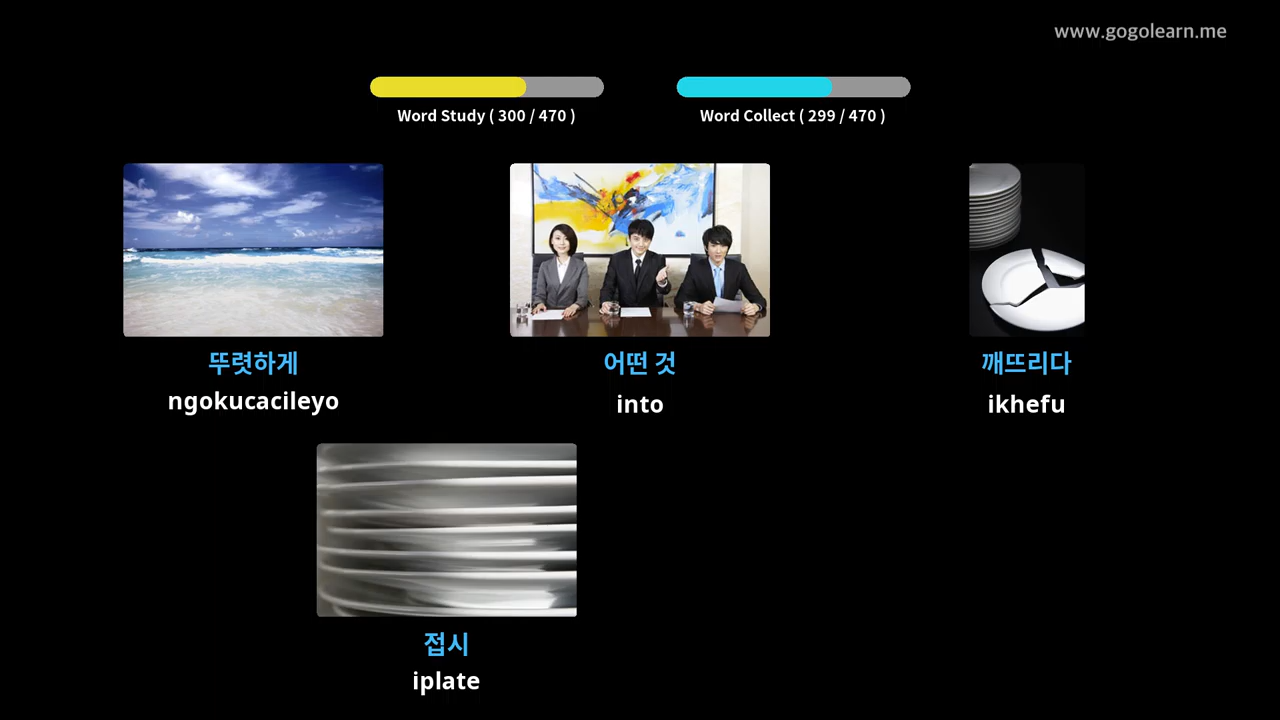 www.gogolearn.me
Word Study ( 300 / 470 )
Word Collect ( 299 / 470 )
뚜렷하게
ngokucacileyo
어떤 것
into
깨뜨리다
ikhefu
접시
iplate